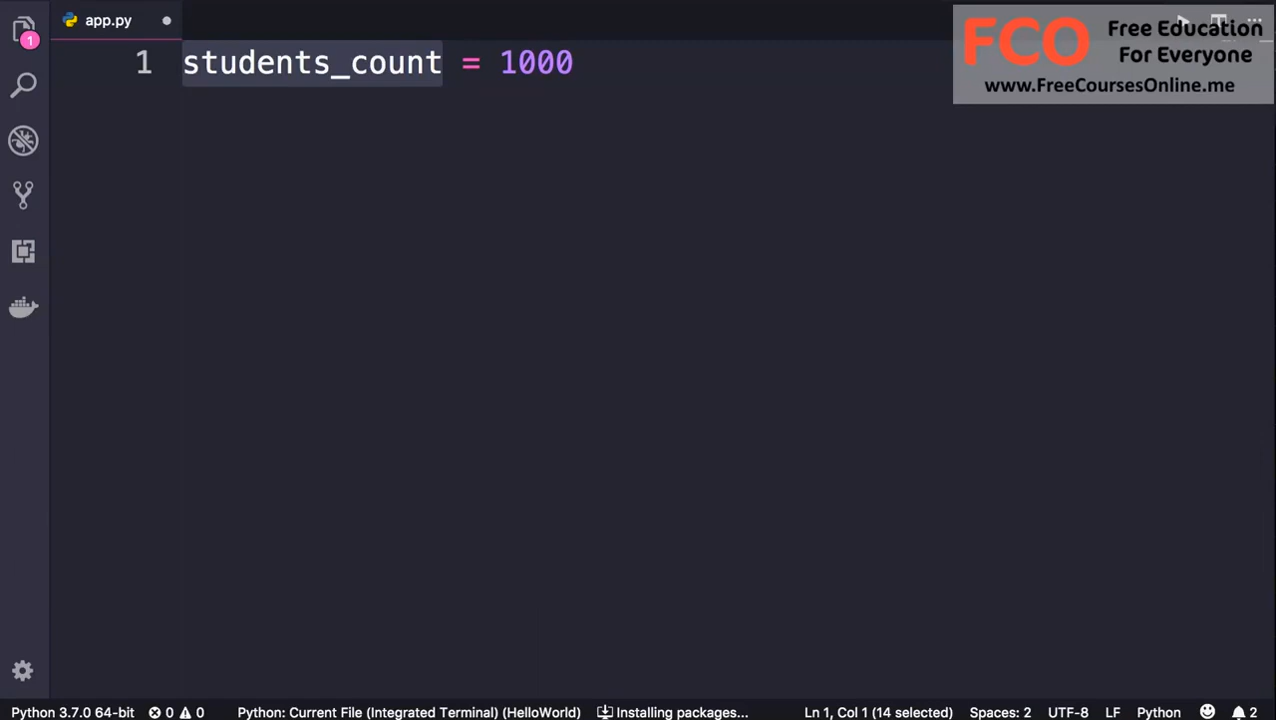 app.py
1
FCO Free Education
For Everyone
www.FreeCoursesOnline.me
1 students_count = 1000
Python 3.7.0 64-bit 0 0 Python: Current File (Integrated Terminal) (HelloWorld) Installing packages... Ln 1, Col 1 (14 selected) Spaces: 2 UTF-8 LF Python 2